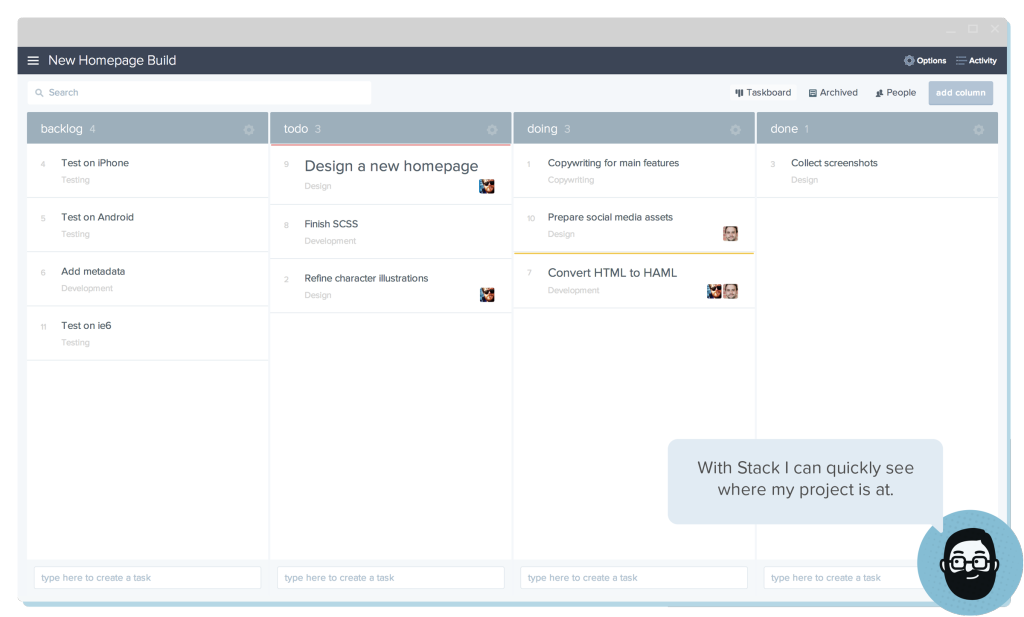 New Homepage Build
Options
Activity
Search
Taskboard
Archived
People
add column
backlog 4
4 Test on iPhone
Testing
5 Test on Android
Testing
6 Add metadata
Development
11 Test on ie6
Testing
type here to create a task
todo 3
9 Design a new homepage
Design
8 Finish SCSS
Development
2 Refine character illustrations
Design
type here to create a task
doing 3
1 Copywriting for main features
Copywriting
10 Prepare social media assets
Design
7 Convert HTML to HAML
Development
type here to create a task
done 1
3 Collect screenshots
Design
type here to create a task
With Stack I can quickly see
where my project is at.